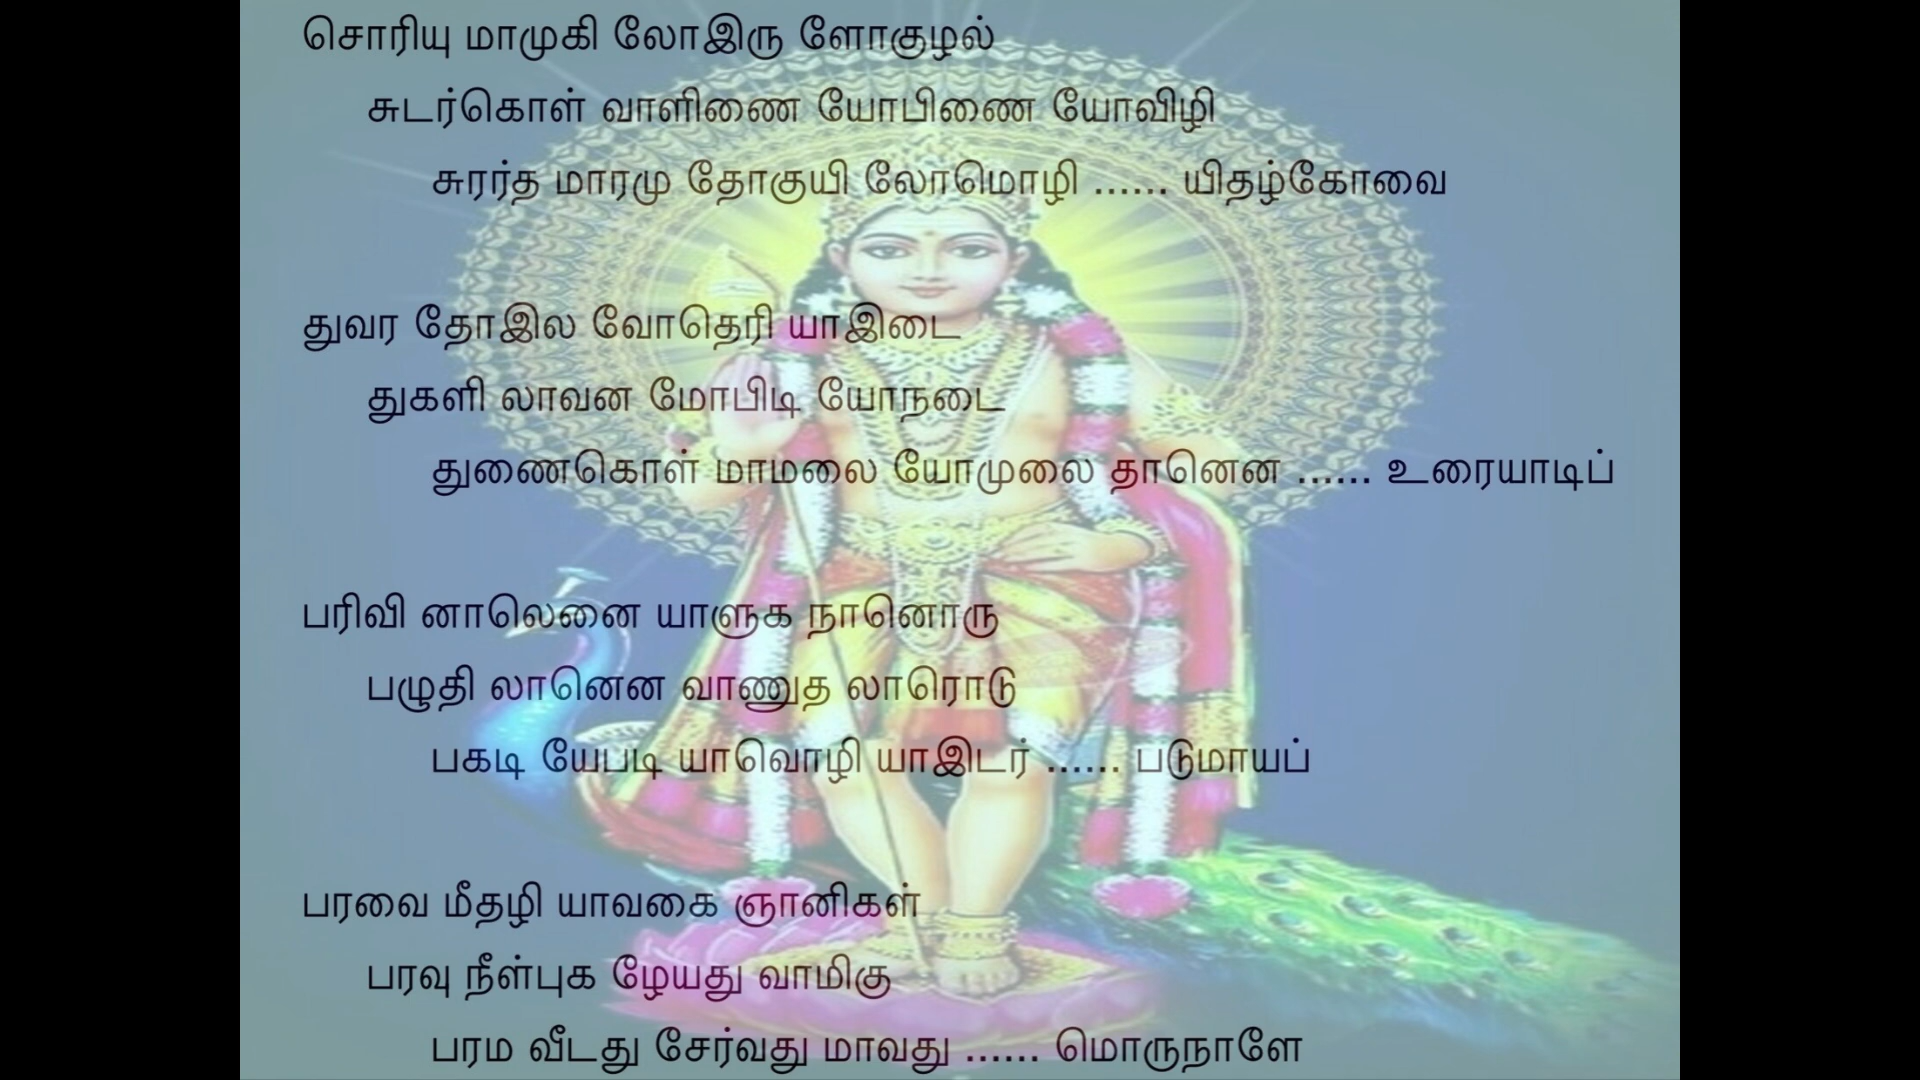 சொரியு மாமுகி லோஇரு ளோகுழல்
சுடர்கொள் வாளிணை யோபிணை யோவிழி
சுரர்த மாரமு தோகுயி லோமொழி ...... யிதழ்கோவை
துவர தோஇல வோதெரி யாஇடை
துகளி லாவன மோபிடி யோநடை
துணைகொள் மாமலை யோமுலை தானென ...... உரையாடிப்
பரிவி னாலெனை யாளுக நானொரு
பழுதி லானென வாணுத லாரொடு
பகடி யேபடி யாவொழி யாஇடர் ...... படுமாயப்
பரவை மீதழி யாவகை ஞானிகள்
பரவு நீள்புக ழேயது வாமிகு
பரம வீடது சேர்வது மாவது ...... மொருநாளே